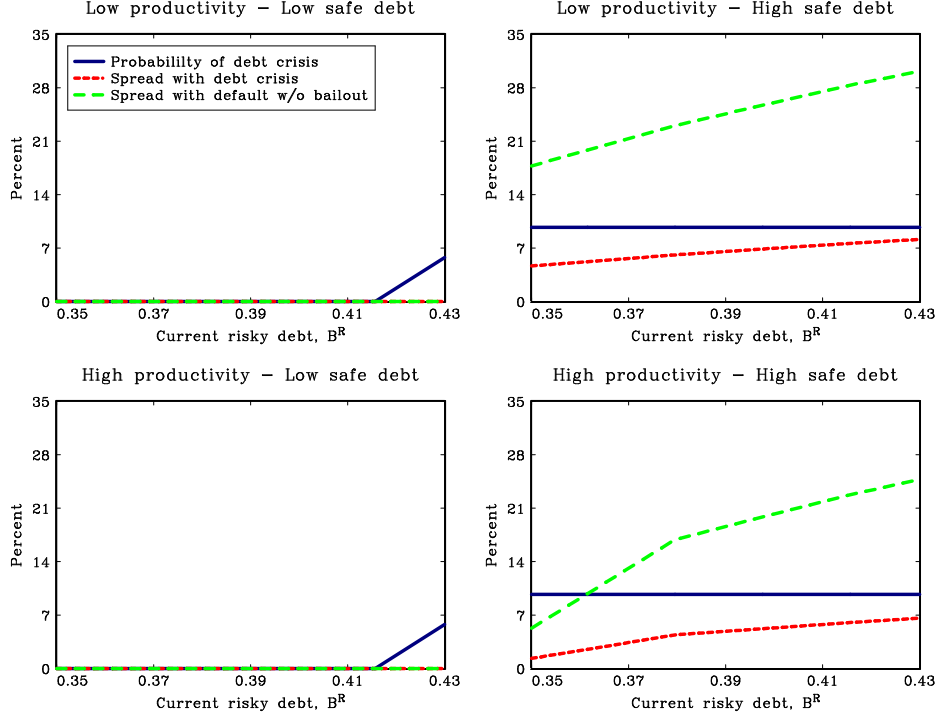 Low productivity – Low safe debt
35
28
21
14
7
0
Percent
Probabililty of debt crisis
Spread with debt crisis
Spread with default w/o bailout
0.35 0.37 0.39 0.41 0.43
Current risky debt, B^R
Low productivity – High safe debt
35
28
21
14
7
0
Percent
0.35 0.37 0.39 0.41 0.43
Current risky debt, B^R
High productivity – Low safe debt
35
28
21
14
7
0
Percent
0.35 0.37 0.39 0.41 0.43
Current risky debt, B^R
High productivity – High safe debt
35
28
21
14
7
0
Percent
0.35 0.37 0.39 0.41 0.43
Current risky debt, B^R